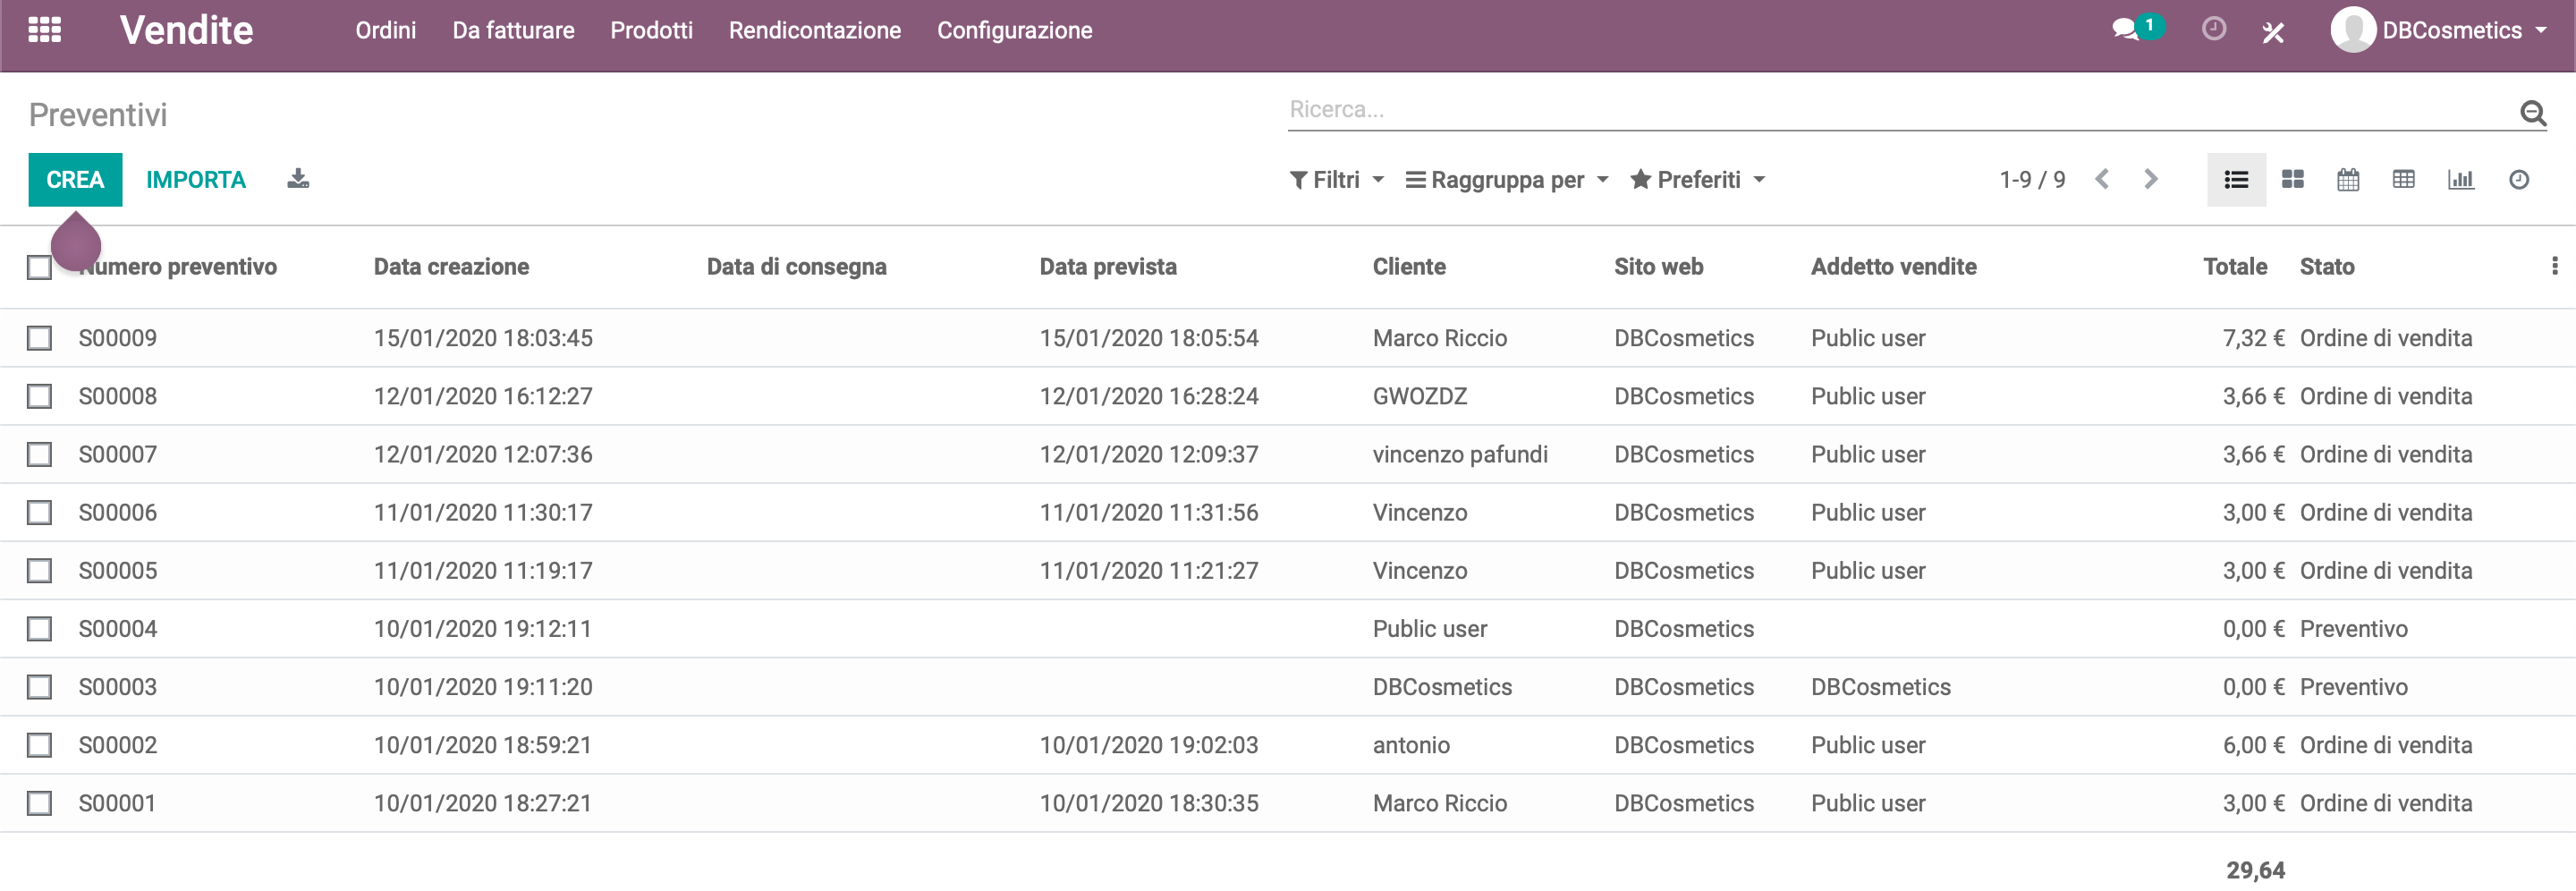 Vendite Ordini Da fatturare Prodotti Rendicontazione Configurazione 1 DBCosmetics
Preventivi Ricerca...
CREA IMPORTA Filtri Raggruppa per Preferiti 1-9 / 9
Numero preventivo Data creazione Data di consegna Data prevista Cliente Sito web Addetto vendite Totale Stato
S00009 15/01/2020 18:03:45 15/01/2020 18:05:54 Marco Riccio DBCosmetics Public user 7,32 € Ordine di vendita
S00008 12/01/2020 16:12:27 12/01/2020 16:28:24 GWOZDZ DBCosmetics Public user 3,66 € Ordine di vendita
S00007 12/01/2020 12:07:36 12/01/2020 12:09:37 vincenzo pafundi DBCosmetics Public user 3,66 € Ordine di vendita
S00006 11/01/2020 11:30:17 11/01/2020 11:31:56 Vincenzo DBCosmetics Public user 3,00 € Ordine di vendita
S00005 11/01/2020 11:19:17 11/01/2020 11:21:27 Vincenzo DBCosmetics Public user 3,00 € Ordine di vendita
S00004 10/01/2020 19:12:11 Public user DBCosmetics 0,00 € Preventivo
S00003 10/01/2020 19:11:20 DBCosmetics DBCosmetics DBCosmetics 0,00 € Preventivo
S00002 10/01/2020 18:59:21 10/01/2020 19:02:03 antonio DBCosmetics Public user 6,00 € Ordine di vendita
S00001 10/01/2020 18:27:21 10/01/2020 18:30:35 Marco Riccio DBCosmetics Public user 3,00 € Ordine di vendita
29,64